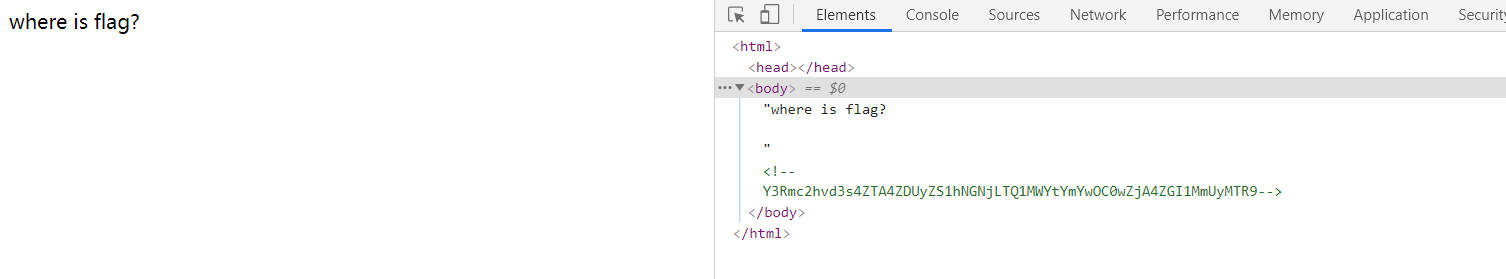 where is flag?
Elements Console Sources Network Performance Memory Application Security
<html>
<head></head>
<body> == $0
"where is flag?
"
<!--
Y3Rmc2hvd3s4ZTA4ZDUyZS1hNGNjLTQ1MWYtYmYwOC0wZjA4ZGI1MmUyMTR9-->
</body>
</html>